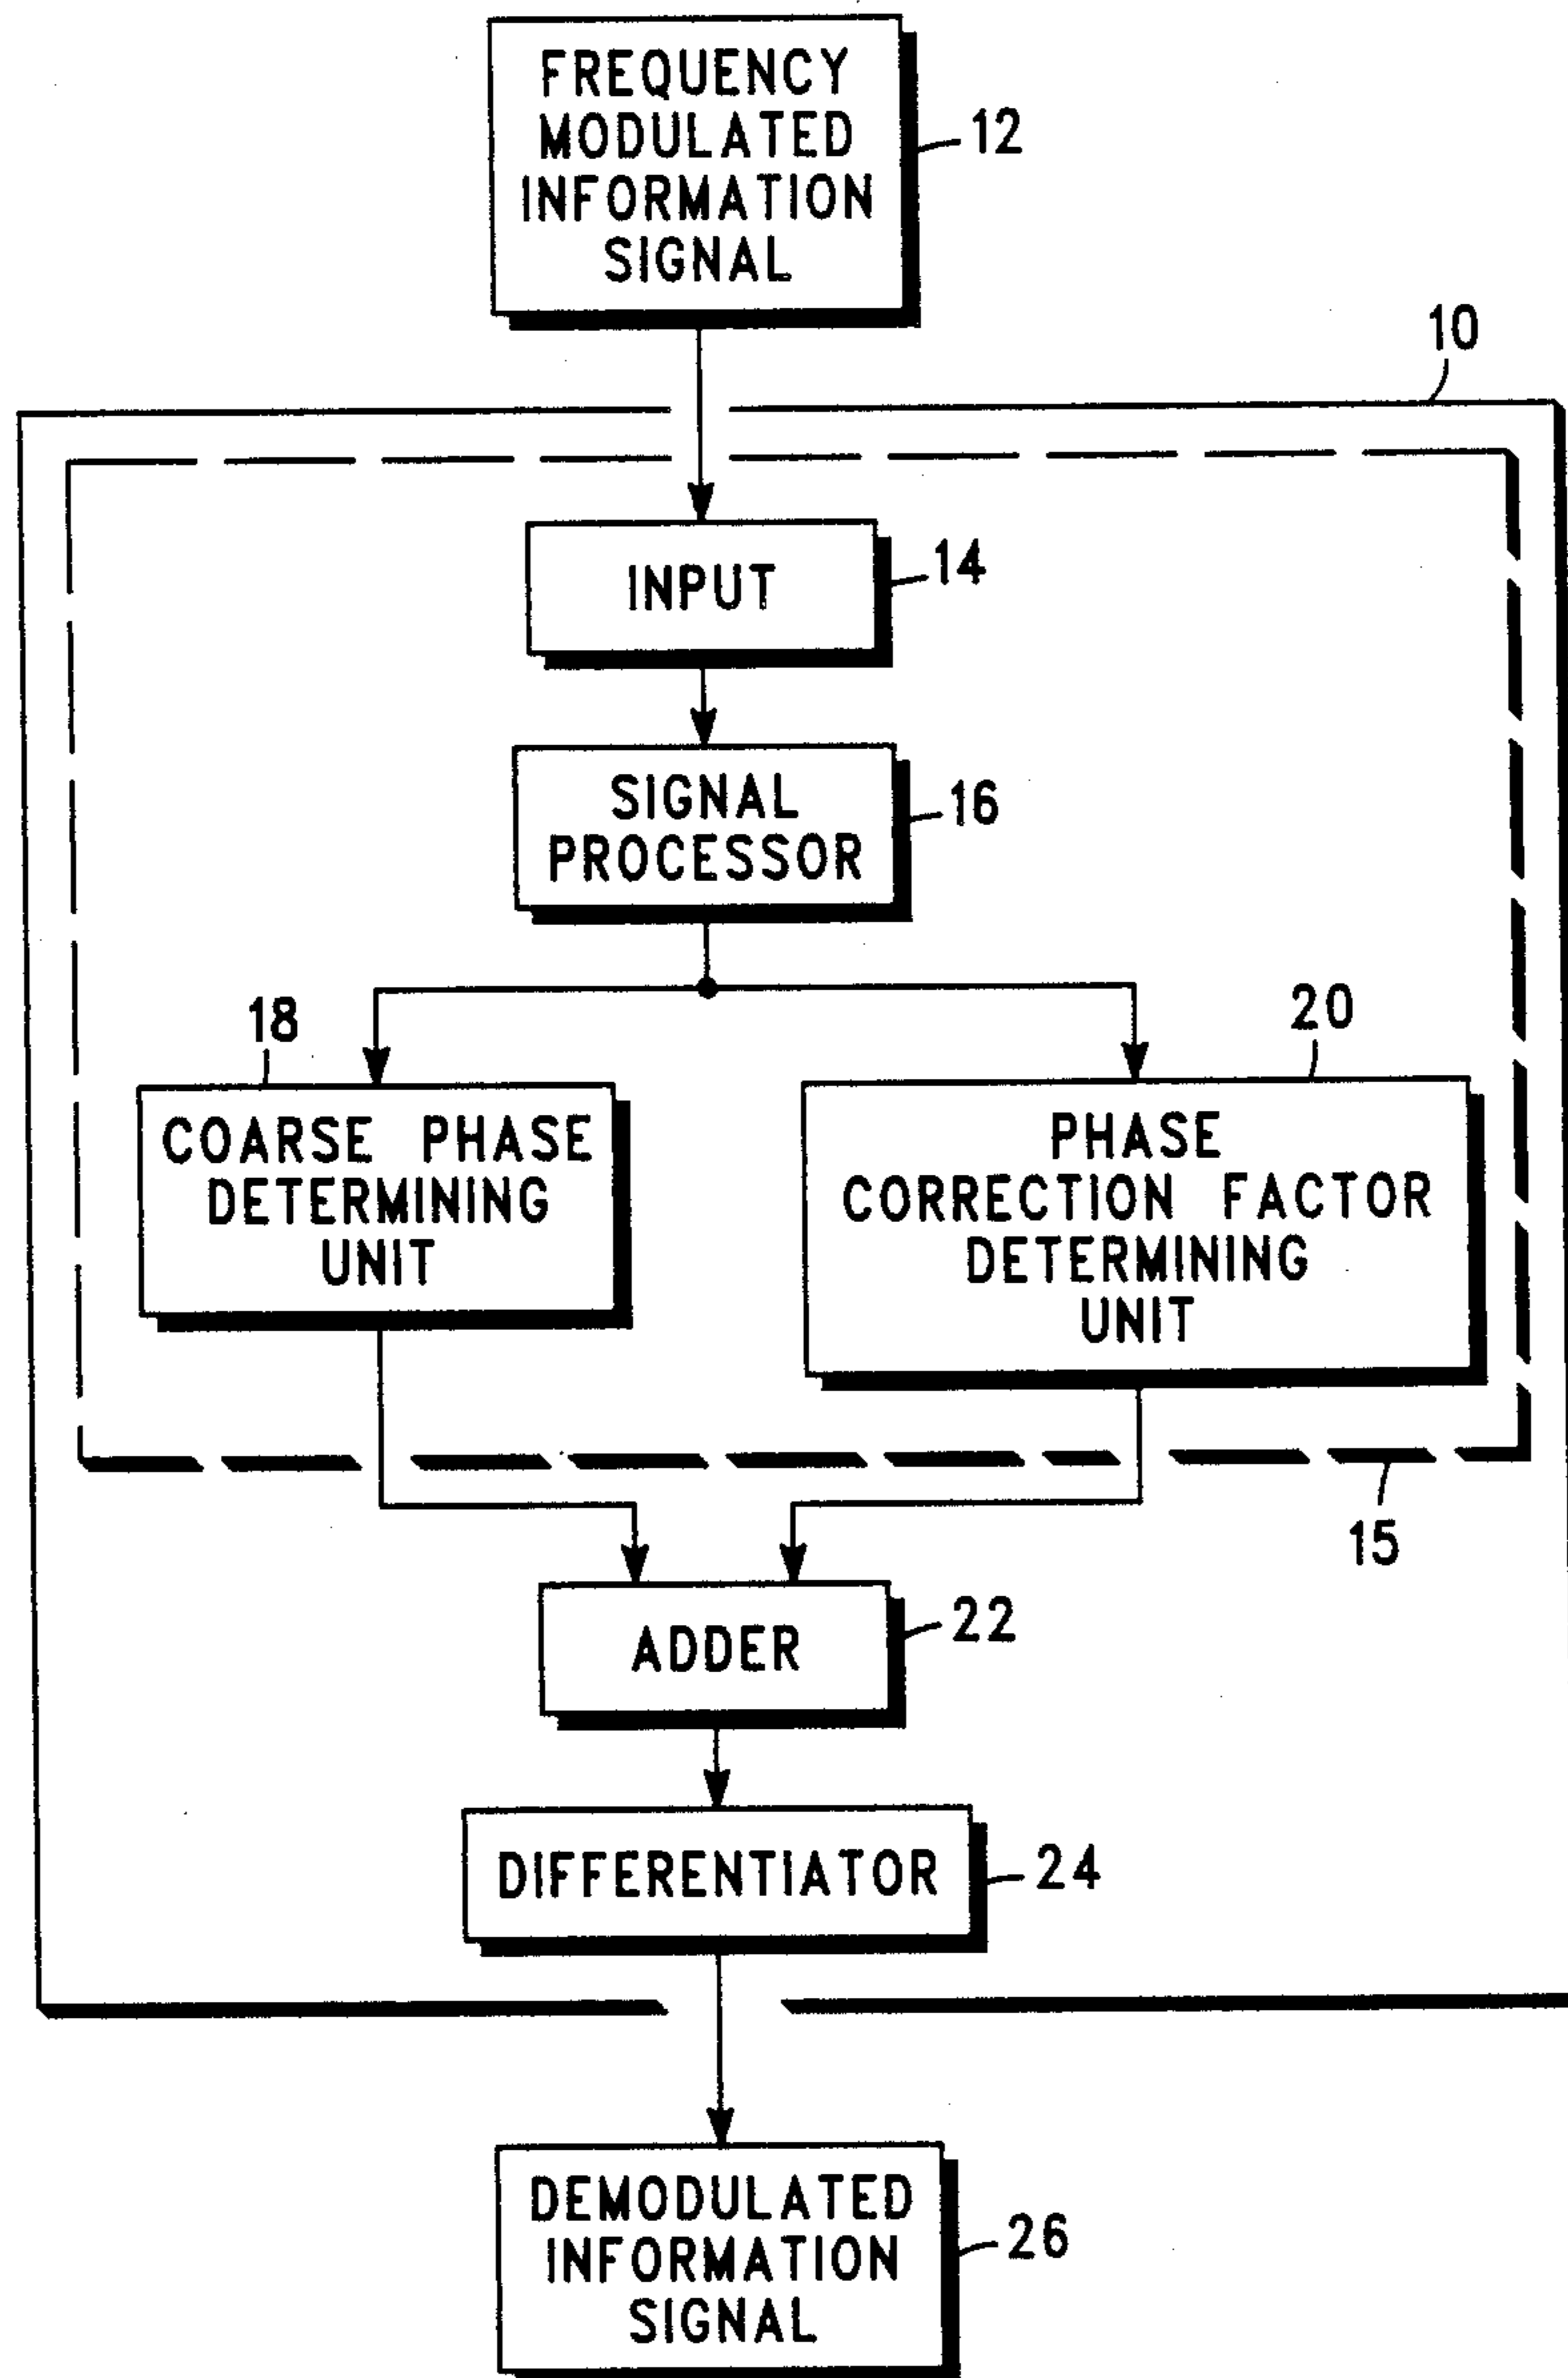 FREQUENCY
MODULATED
INFORMATION
SIGNAL
12
10
INPUT
14
SIGNAL
PROCESSOR
16
18
20
COARSE PHASE
DETERMINING
UNIT
PHASE
CORRECTION FACTOR
DETERMINING
UNIT
15
ADDER
22
DIFFERENTIATOR
24
DEMODULATED
INFORMATION
SIGNAL
26